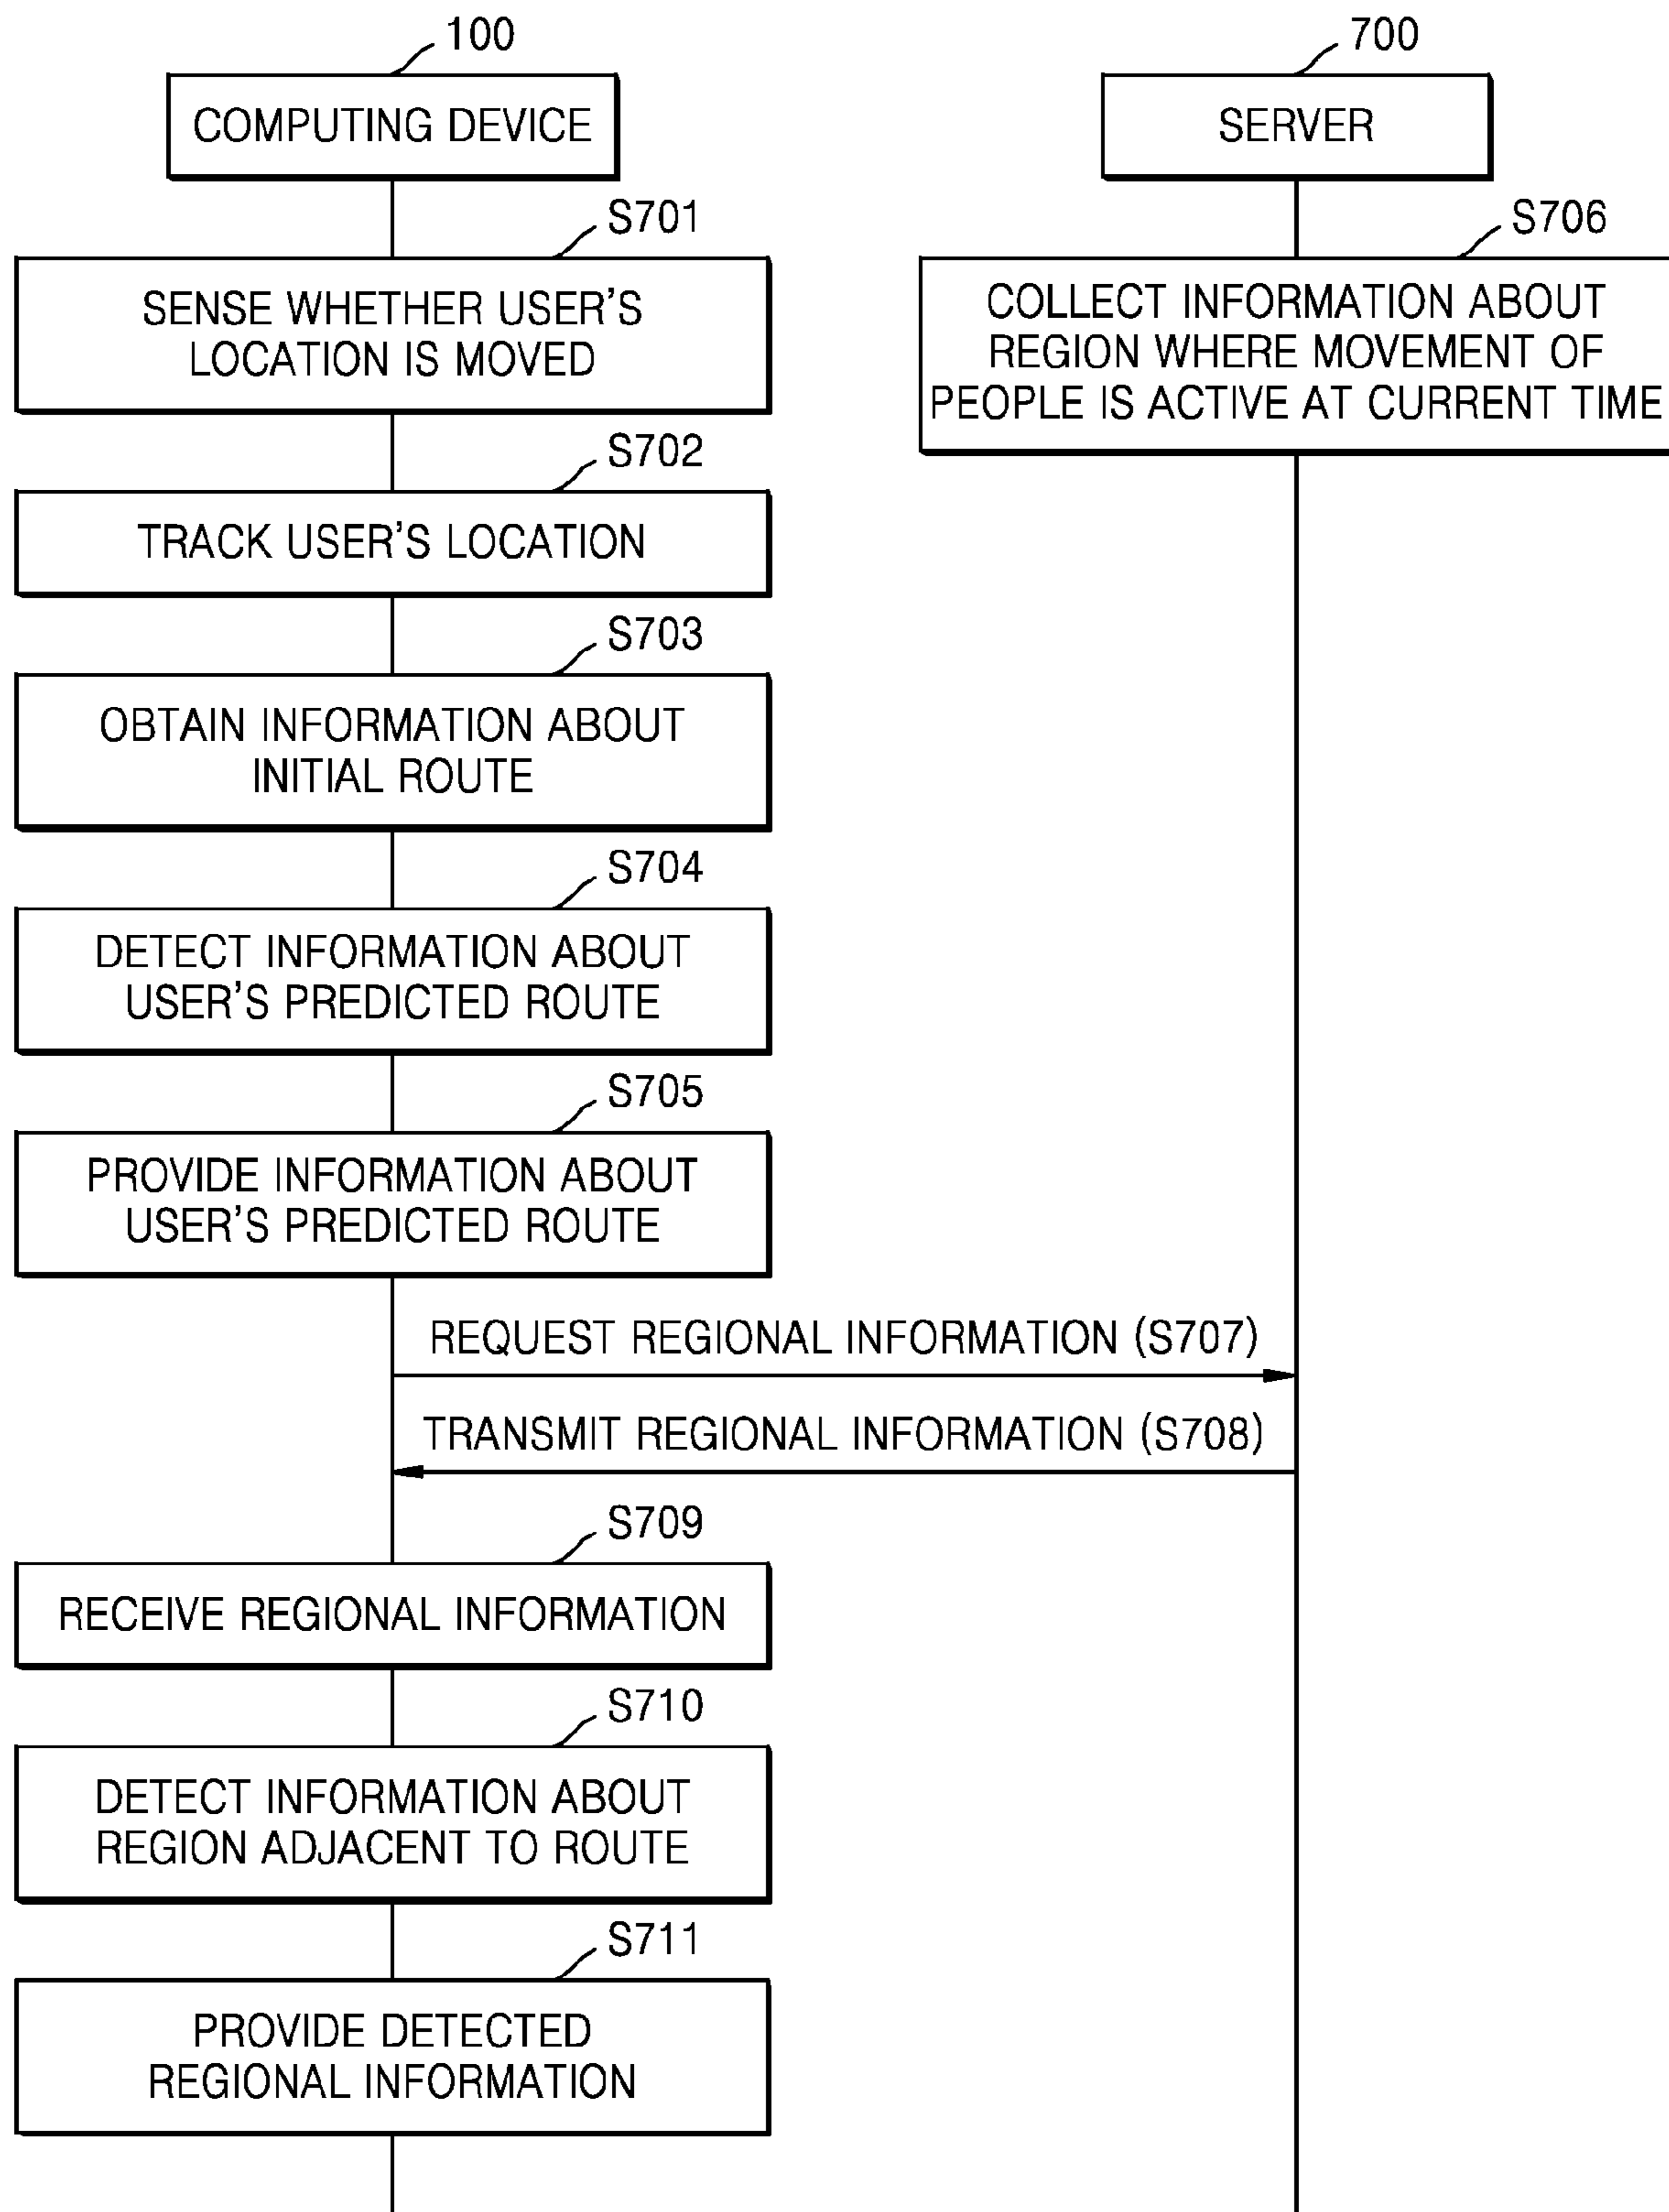 100
700
COMPUTING DEVICE
SERVER
S701
S706
SENSE WHETHER USER'S
LOCATION IS MOVED
COLLECT INFORMATION ABOUT
REGION WHERE MOVEMENT OF
PEOPLE IS ACTIVE AT CURRENT TIME
S702
TRACK USER'S LOCATION
S703
OBTAIN INFORMATION ABOUT
INITIAL ROUTE
S704
DETECT INFORMATION ABOUT
USER'S PREDICTED ROUTE
S705
PROVIDE INFORMATION ABOUT
USER'S PREDICTED ROUTE
REQUEST REGIONAL INFORMATION (S707)
TRANSMIT REGIONAL INFORMATION (S708)
S709
RECEIVE REGIONAL INFORMATION
S710
DETECT INFORMATION ABOUT
REGION ADJACENT TO ROUTE
S711
PROVIDE DETECTED
REGIONAL INFORMATION